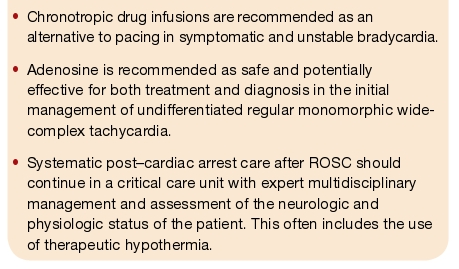 • Chronotropic drug infusions are recommended as an
alternative to pacing in symptomatic and unstable bradycardia.
• Adenosine is recommended as safe and potentially
effective for both treatment and diagnosis in the initial
management of undifferentiated regular monomorphic wide-
complex tachycardia.
• Systematic post–cardiac arrest care after ROSC should
continue in a critical care unit with expert multidisciplinary
management and assessment of the neurologic and
physiologic status of the patient. This often includes the use
of therapeutic hypothermia.